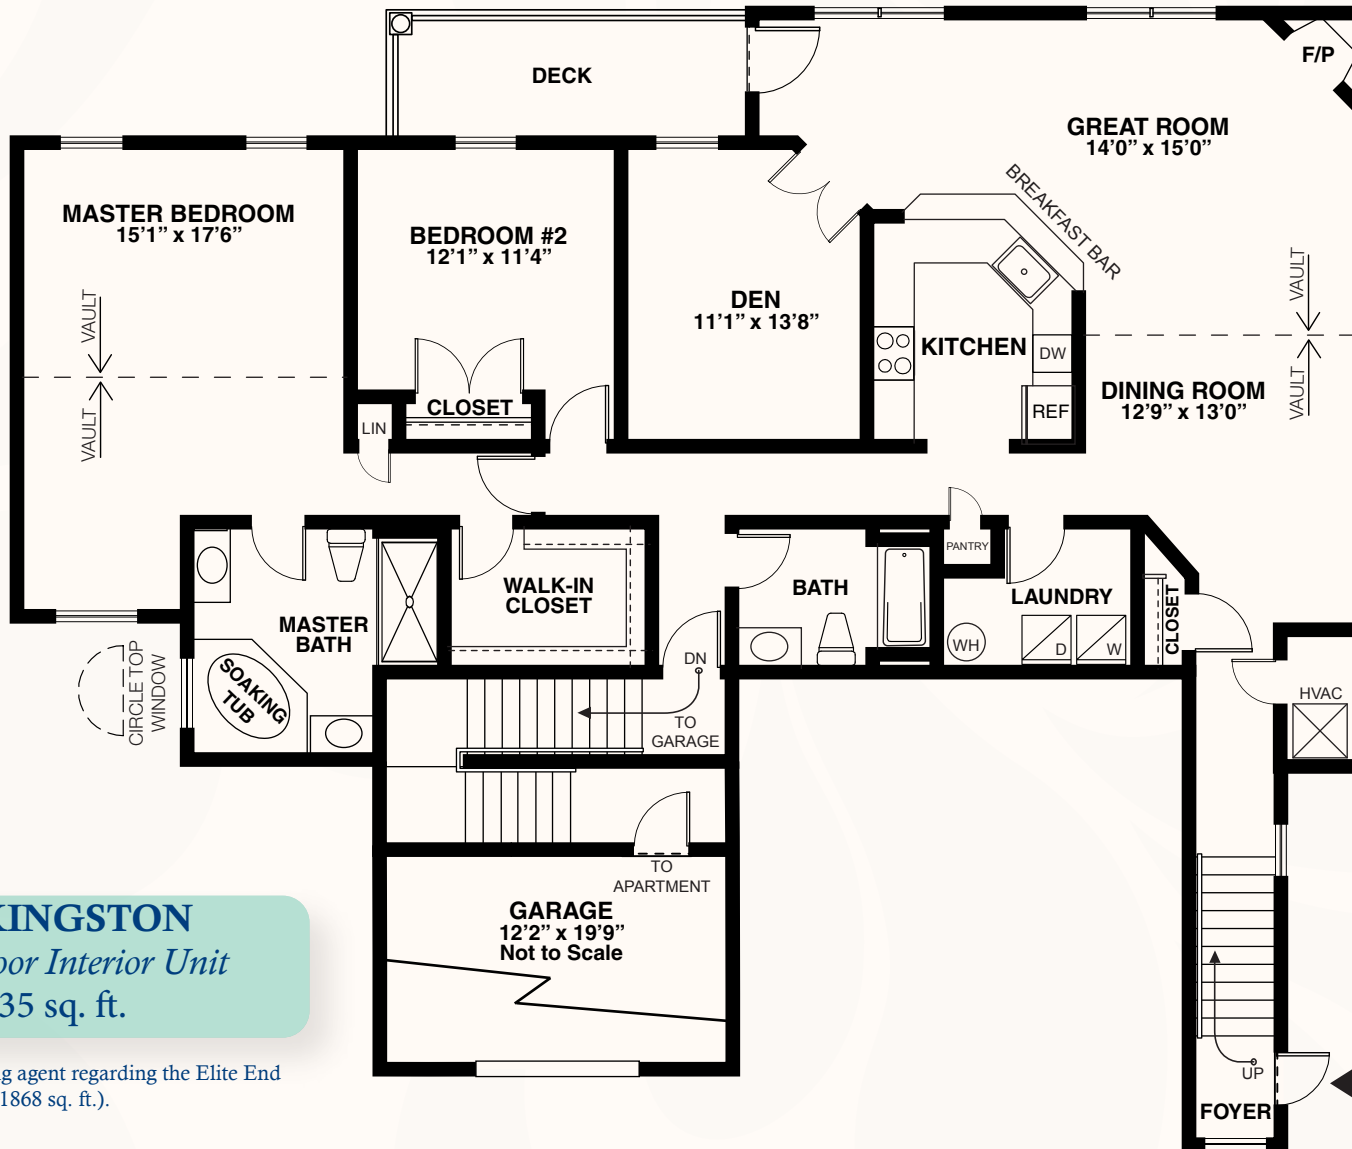 DECK
F/P
GREAT ROOM
14’0” x 15’0”
BREAKFAST BAR
MASTER BEDROOM
15’1” x 17’6”
BEDROOM #2
12’1” x 11’4”
DEN
11’1” x 13’8”
VAULT
VAULT
VAULT
VAULT
KITCHEN
DW
REF
DINING ROOM
12’9” x 13’0”
CLOSET
LIN
WALK-IN
CLOSET
BATH
PANTRY
LAUNDRY
WH
D
W
CLOSET
MASTER
BATH
SOAKING
TUB
CIRCLE TOP
WINDOW
DN
TO
GARAGE
HVAC
TO
APARTMENT
GARAGE
12’2” x 19’9”
Not to Scale
UP
FOYER
KINGSTON
oor Interior Unit
35 sq. ft.
g agent regarding the Elite End
1868 sq. ft.).